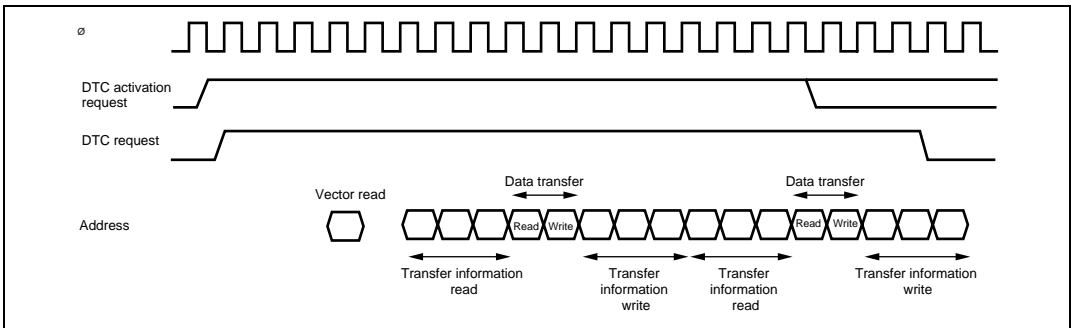 ø
DTC activation
request
DTC request
Data transfer
Data transfer
Vector read
Address
Read Write
Read Write
Transfer information
read
Transfer
information
write
Transfer
information
read
Transfer information
write